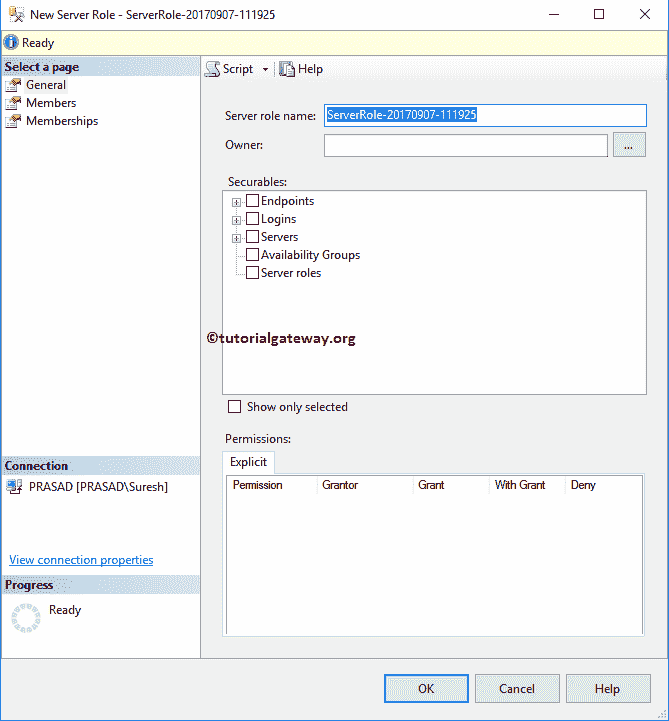 New Server Role - ServerRole-20170907-111925
Ready
Select a page
General
Members
Memberships
Script
Help
Server role name:
ServerRole-20170907-111925
Owner:
...
Securables:
Endpoints
Logins
Servers
Availability Groups
Server roles
©tutorialgateway.org
Show only selected
Permissions:
Explicit
Permission Grantor Grant With Grant Deny
Connection
PRASAD [PRASAD\Suresh]
View connection properties
Progress
Ready
OK Cancel Help